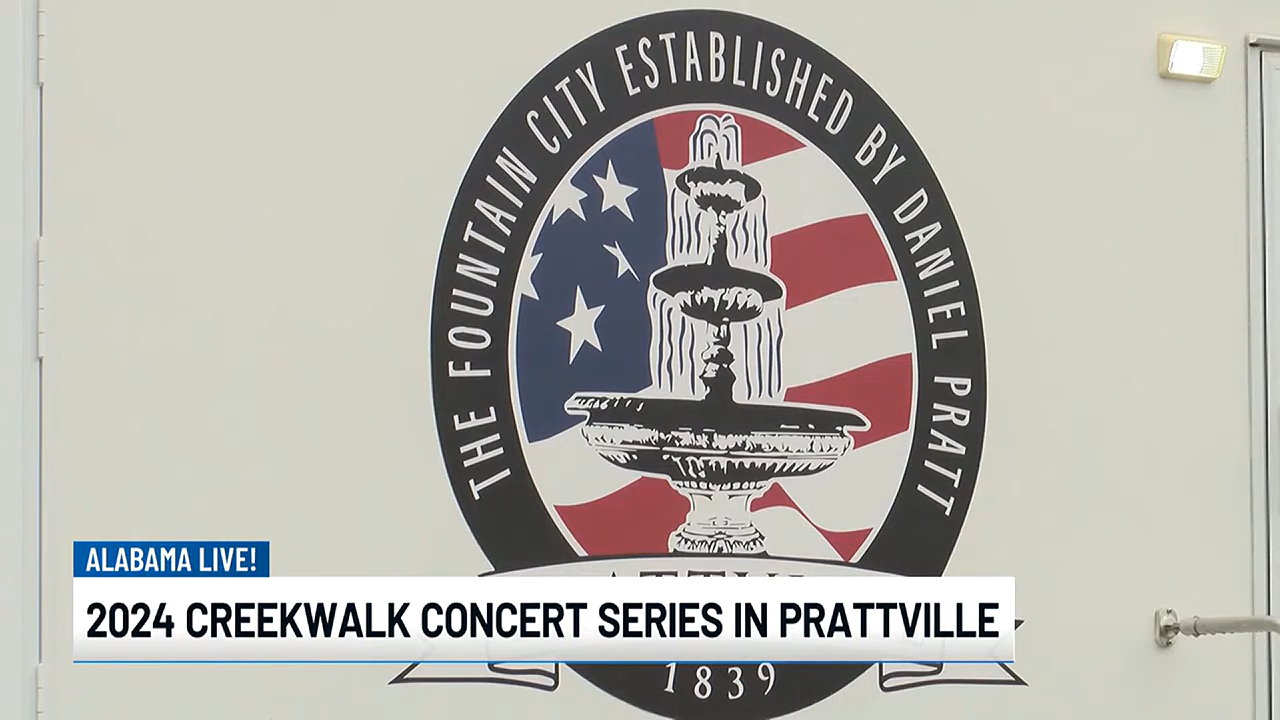 THE FOUNTAIN CITY ESTABLISHED BY DANIEL PRATT
ALABAMA LIVE!
2024 CREEKWALK CONCERT SERIES IN PRATTVILLE
1839